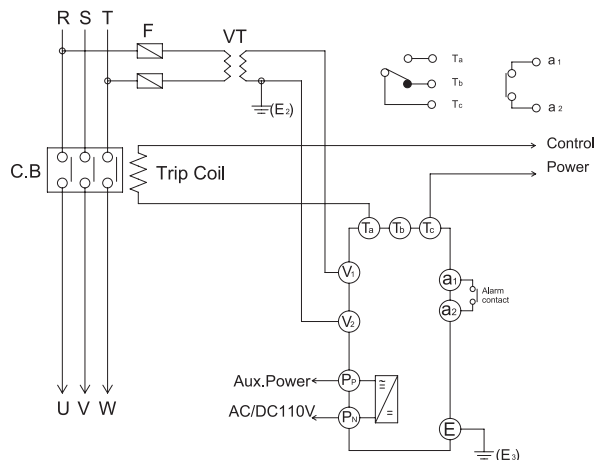 R S T
F
VT
(E2)
Ta
Tb
Tc
a1
a2
C.B
Trip Coil
Control
Power
Ta Tb Tc
V1
a1
Alarm
contact
a2
V2
Aux.Power
PP
AC/DC110V
PN
E
(E3)
U V W